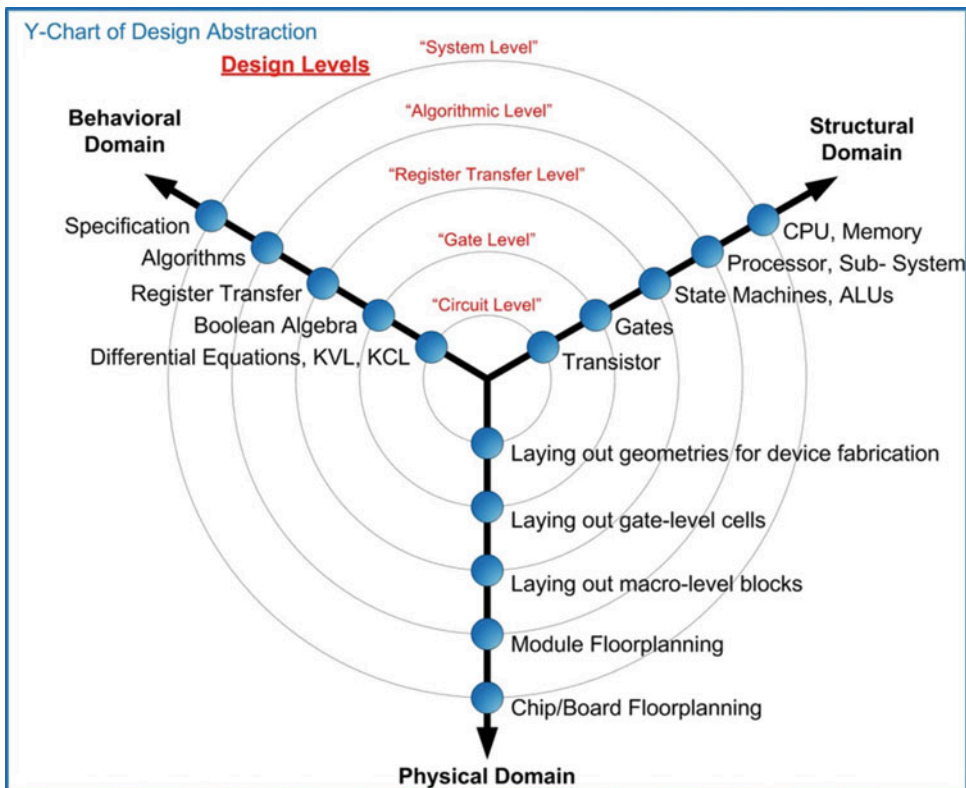 Y-Chart of Design Abstraction
Design Levels
"System Level"
"Algorithmic Level"
"Register Transfer Level"
"Gate Level"
"Circuit Level"
Behavioral
Domain
Specification
Algorithms
Register Transfer
Boolean Algebra
Differential Equations, KVL, KCL
Structural
Domain
CPU, Memory
Processor, Sub- System
State Machines, ALUs
Gates
Transistor
Laying out geometries for device fabrication
Laying out gate-level cells
Laying out macro-level blocks
Module Floorplanning
Chip/Board Floorplanning
Physical Domain